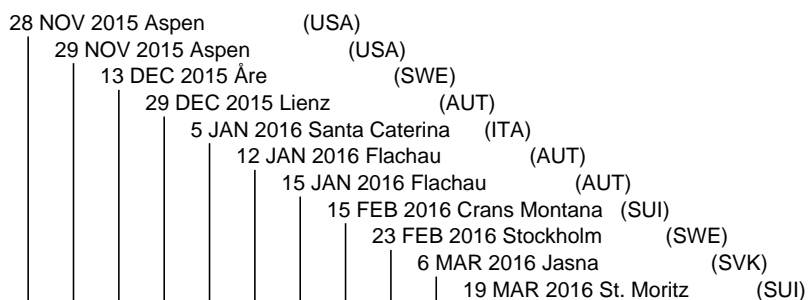 28 NOV 2015 Aspen (USA)
29 NOV 2015 Aspen (USA)
13 DEC 2015 Åre (SWE)
29 DEC 2015 Lienz (AUT)
5 JAN 2016 Santa Caterina (ITA)
12 JAN 2016 Flachau (AUT)
15 JAN 2016 Flachau (AUT)
15 FEB 2016 Crans Montana (SUI)
23 FEB 2016 Stockholm (SWE)
6 MAR 2016 Jasna (SVK)
19 MAR 2016 St. Moritz (SUI)